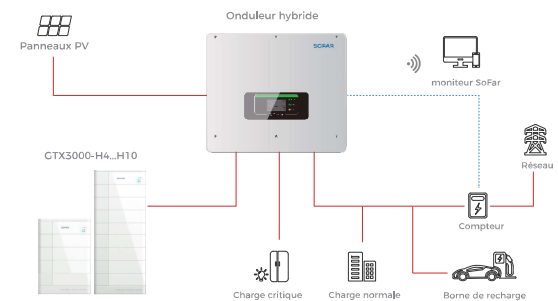 Onduleur hybride
Panneaux PV
SOFAR
moniteur SoFar
GTX3000-H4...H10
Réseau
Compteur
Charge critique
Charge normale
Borne de recharge